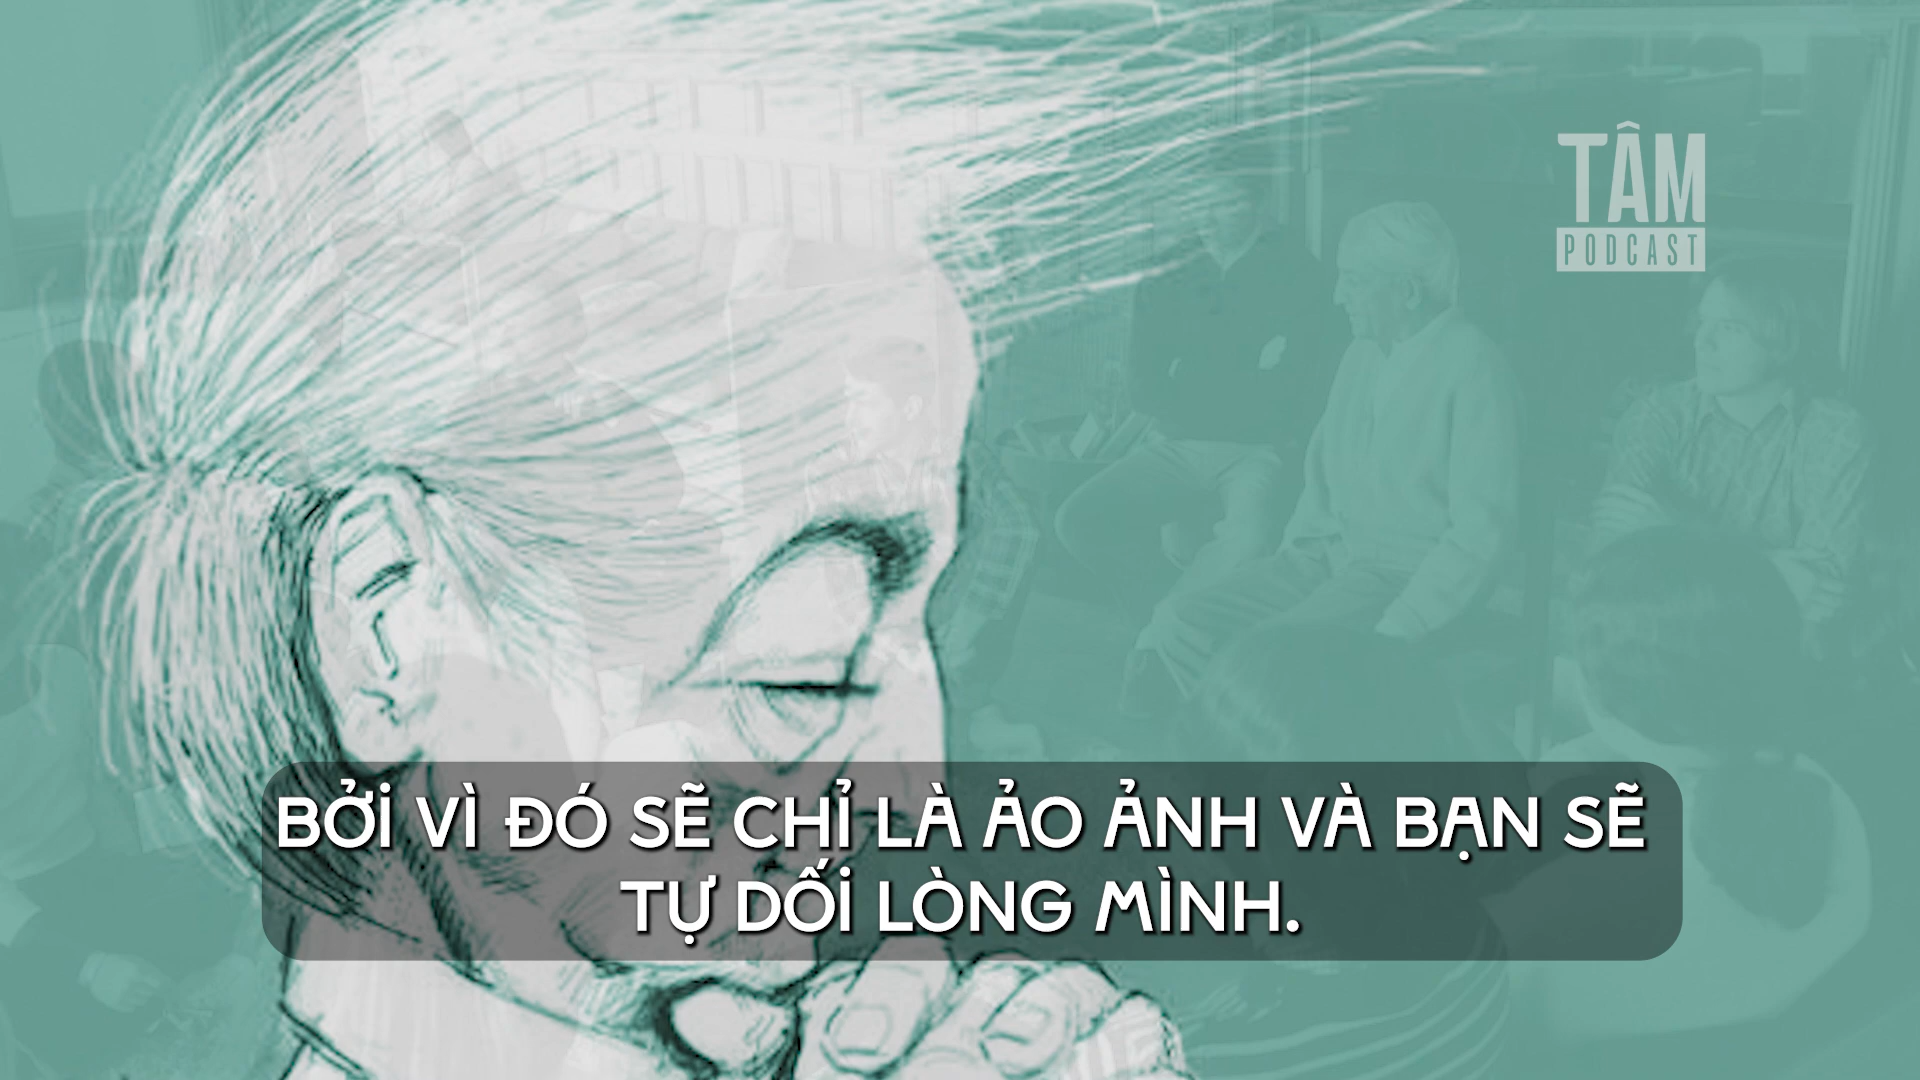 TÂM
PODCAST
BỞI VÌ ĐÓ SẼ CHỈ LÀ ẢO ẢNH VÀ BẠN SẼ
TỰ DỐI LÒNG MÌNH.